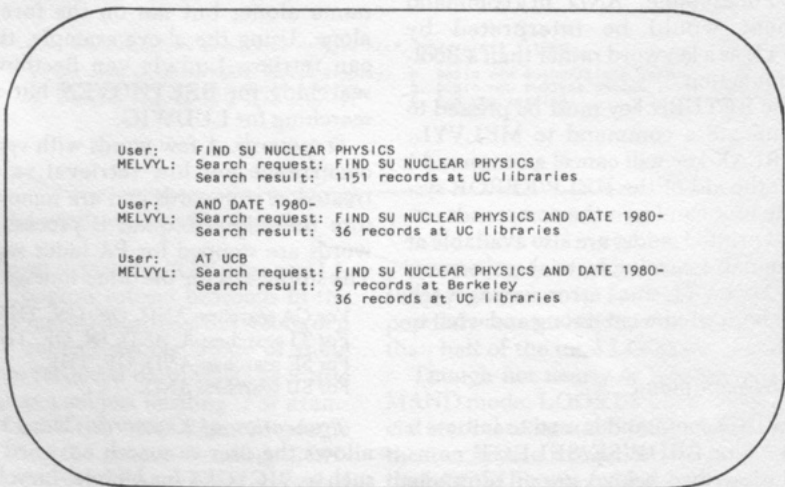 User: FIND SU NUCLEAR PHYSICS
MELVYL: Search request: FIND SU NUCLEAR PHYSICS
Search result: 1151 records at UC libraries
User: AND DATE 1980-
MELVYL: Search request: FIND SU NUCLEAR PHYSICS AND DATE 1980-
Search result: 36 records at UC libraries
User: AT UCB
MELVYL: Search request: FIND SU NUCLEAR PHYSICS AND DATE 1980-
Search result: 9 records at Berkeley
36 records at UC libraries